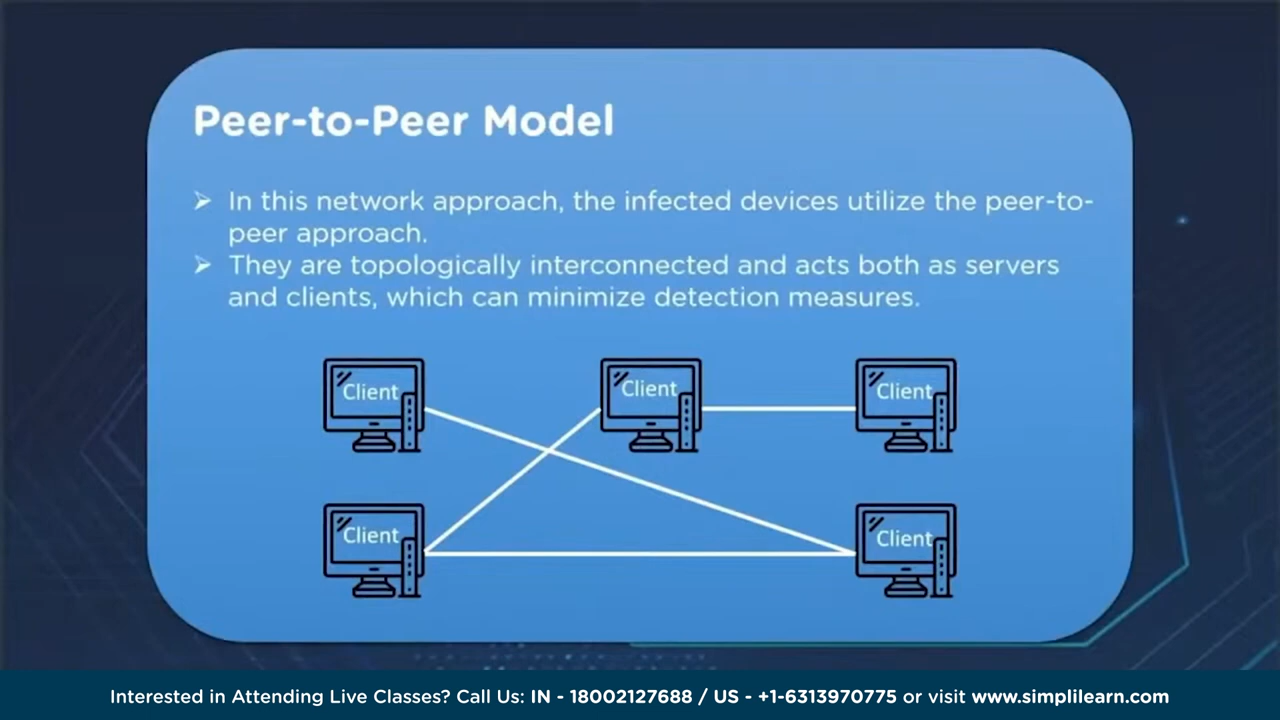 Peer-to-Peer Model
➢ In this network approach, the infected devices utilize the peer-to-
peer approach.
➢ They are topologically interconnected and acts both as servers
and clients, which can minimize detection measures.
Client
Client
Client
Client
Client
Interested in Attending Live Classes? Call Us: IN - 18002127688 / US - +1-6313970775 or visit www.simplilearn.com